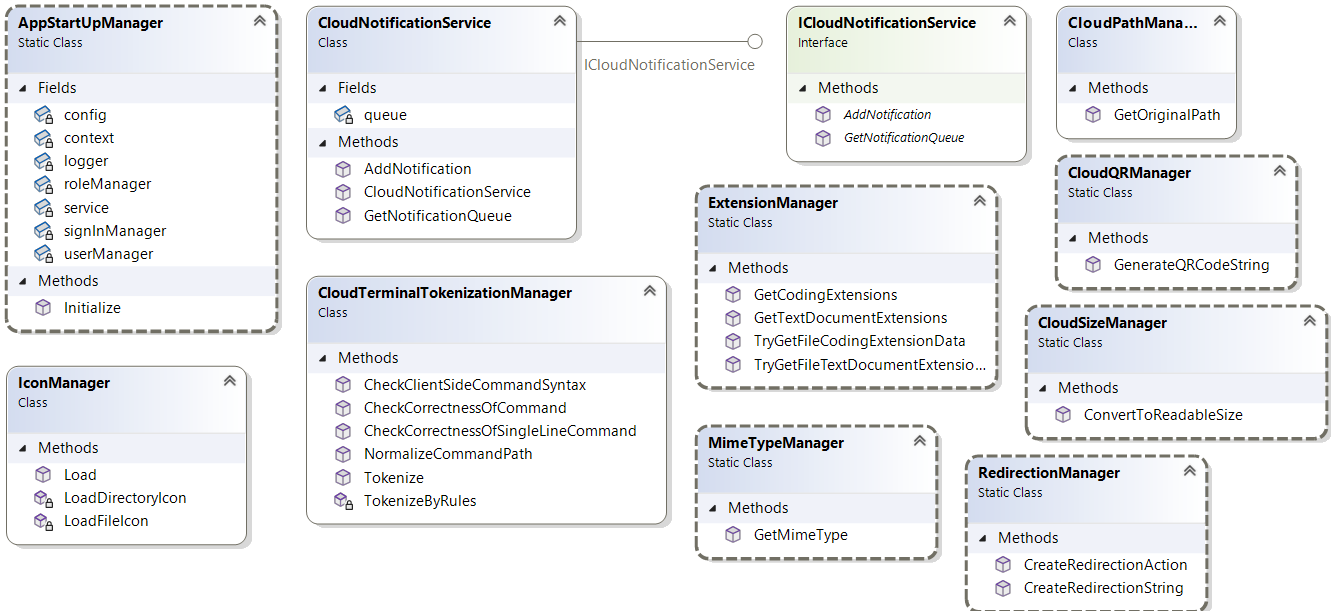 AppStartUpManager
Static Class
Fields
config
context
logger
roleManager
service
signInManager
userManager
Methods
Initialize
IconManager
Class
Methods
Load
LoadDirectoryIcon
LoadFileIcon
CloudNotificationService
Class
Fields
queue
Methods
AddNotification
CloudNotificationService
GetNotificationQueue
ICloudNotificationService
CloudTerminalTokenizationManager
Class
Methods
CheckClientSideCommandSyntax
CheckCorrectnessOfCommand
CheckCorrectnessOfSingleLineCommand
NormalizeCommandPath
Tokenize
TokenizeByRules
ICloudNotificationService
Interface
Methods
AddNotification
GetNotificationQueue
ExtensionManager
Static Class
Methods
GetCodingExtensions
GetTextDocumentExtensions
TryGetFileCodingExtensionData
TryGetFileTextDocumentExtensio...
MimeTypeManager
Static Class
Methods
GetMimeType
CloudPathMana...
Class
Methods
GetOriginalPath
CloudQRManager
Static Class
Methods
GenerateQRCodeString
CloudSizeManager
Static Class
Methods
ConvertToReadableSize
RedirectionManager
Static Class
Methods
CreateRedirectionAction
CreateRedirectionString